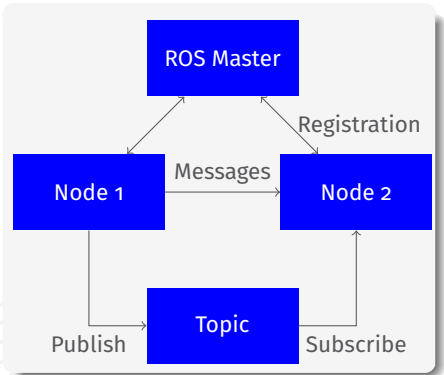 ROS Master
Registration
Messages
Node 1
Node 2
Topic
Publish
Subscribe